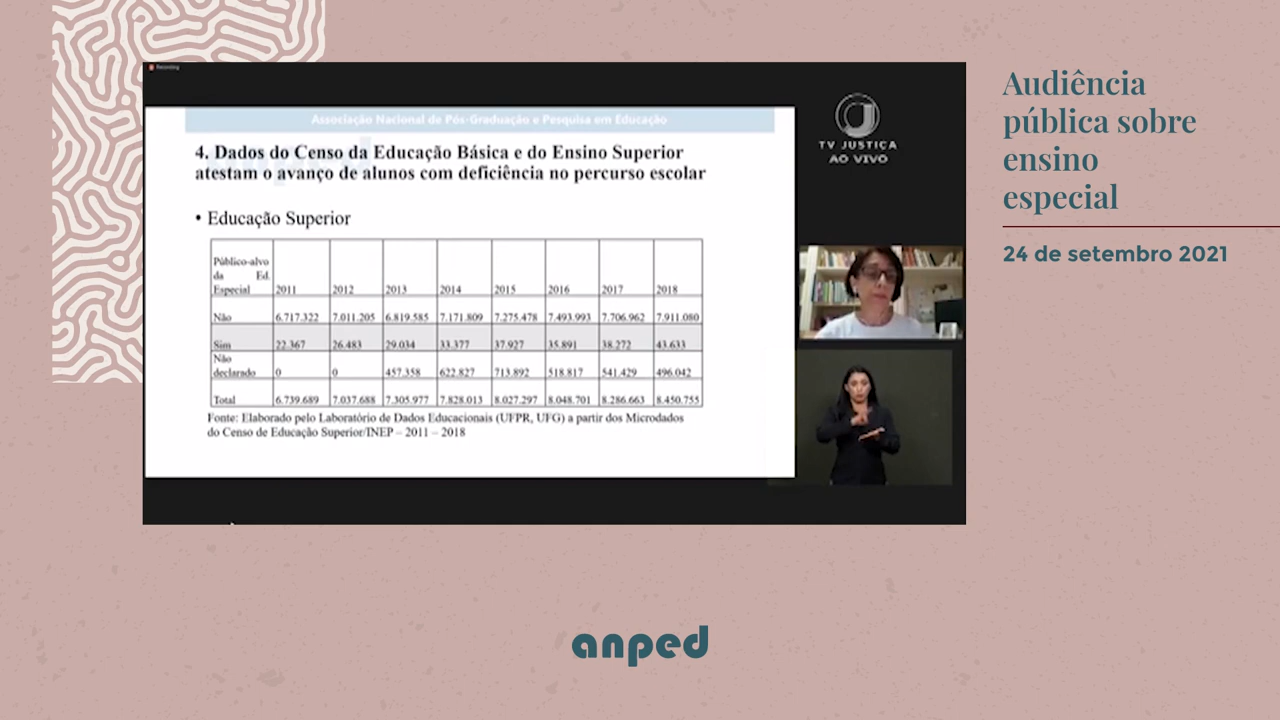 Recording
Associação Nacional de Pós-Graduação e Pesquisa em Educação
4. Dados do Censo da Educação Básica e do Ensino Superior
atestam o avanço de alunos com deficiência no percurso escolar
• Educação Superior
Público-alvo
da Ed.
Especial 2011 2012 2013 2014 2015 2016 2017 2018
Não 6.717.322 7.011.205 6.819.585 7.171.809 7.275.478 7.493.993 7.706.962 7.911.080
Sim 22.367 26.483 29.034 33.377 37.927 35.891 38.272 43.633
Não
declarado 0 0 457.358 622.827 713.892 518.817 541.429 496.042
Total 6.739.689 7.037.688 7.305.977 7.828.013 8.027.297 8.048.701 8.286.663 8.450.755
Fonte: Elaborado pelo Laboratório de Dados Educacionais (UFPR, UFG) a partir dos Microdados
do Censo de Educação Superior/INEP – 2011 – 2018
J
TV JUSTIÇA
AO VIVO
Audiência
pública sobre
ensino
especial
24 de setembro 2021
anped